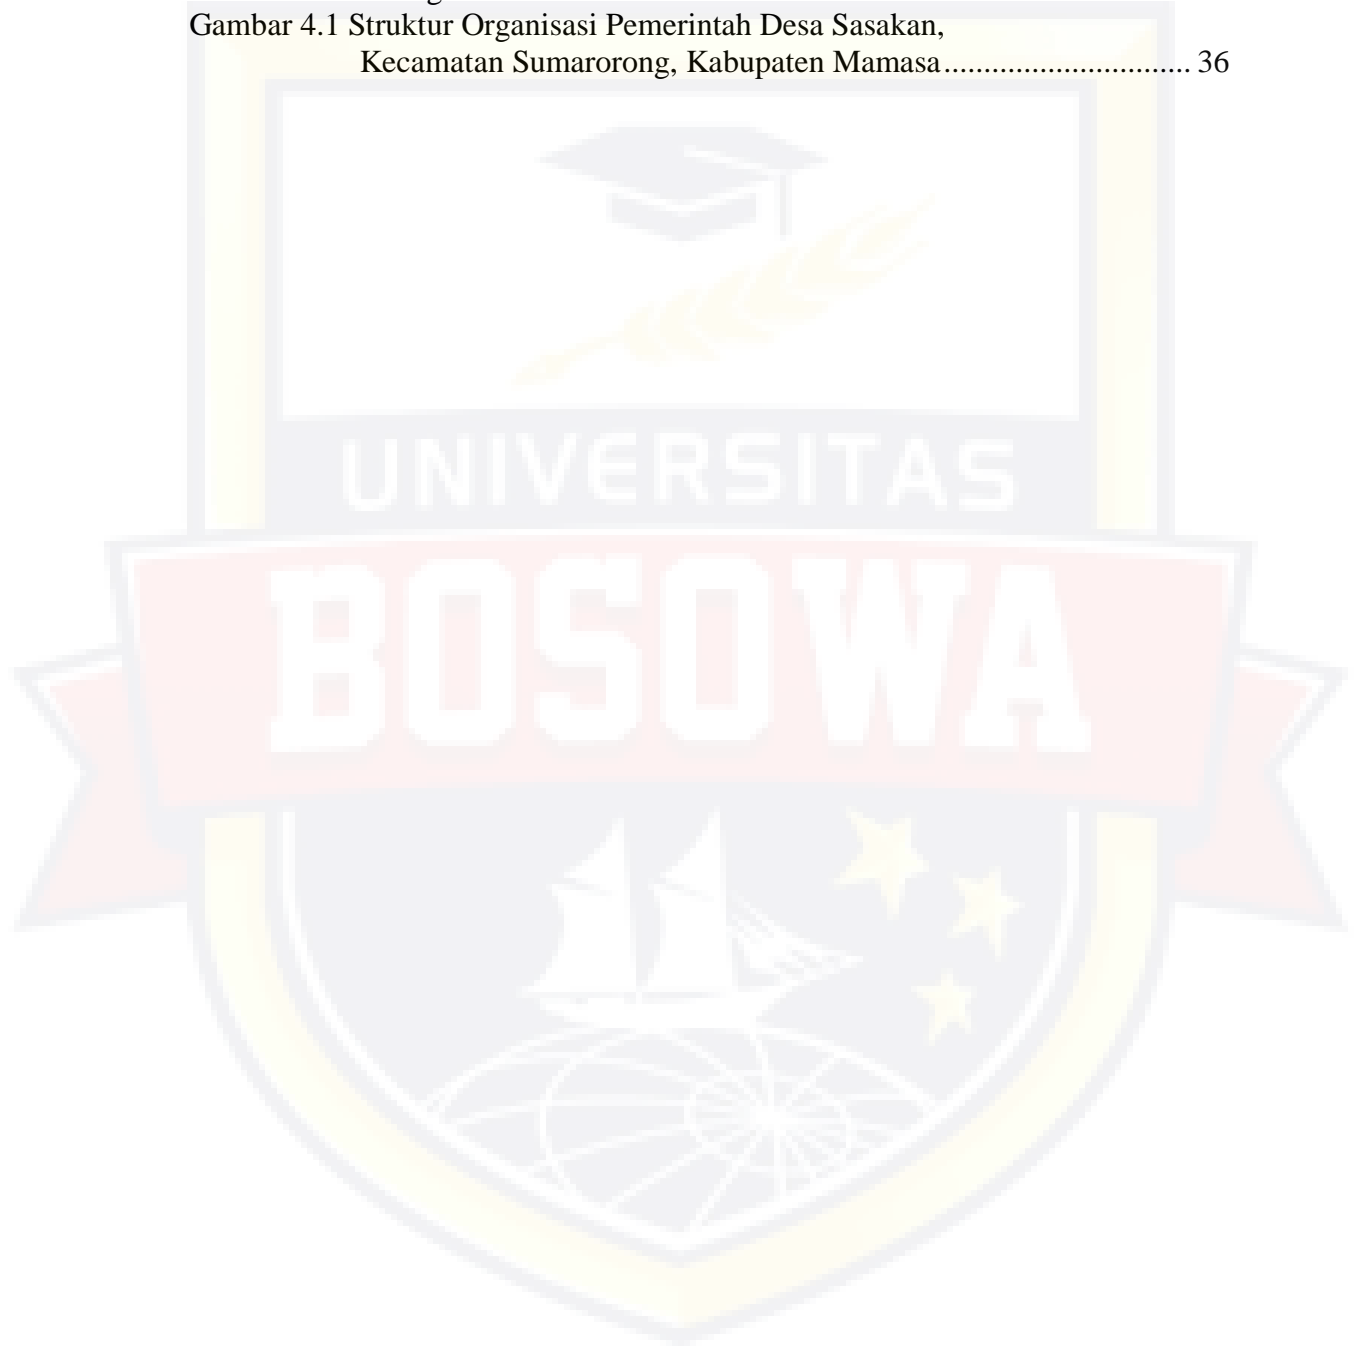 Gambar 4.1 Struktur Organisasi Pemerintah Desa Sasakan,
Kecamatan Sumarorong, Kabupaten Mamasa............................... 36
UNIVERSITAS
BOSOWA